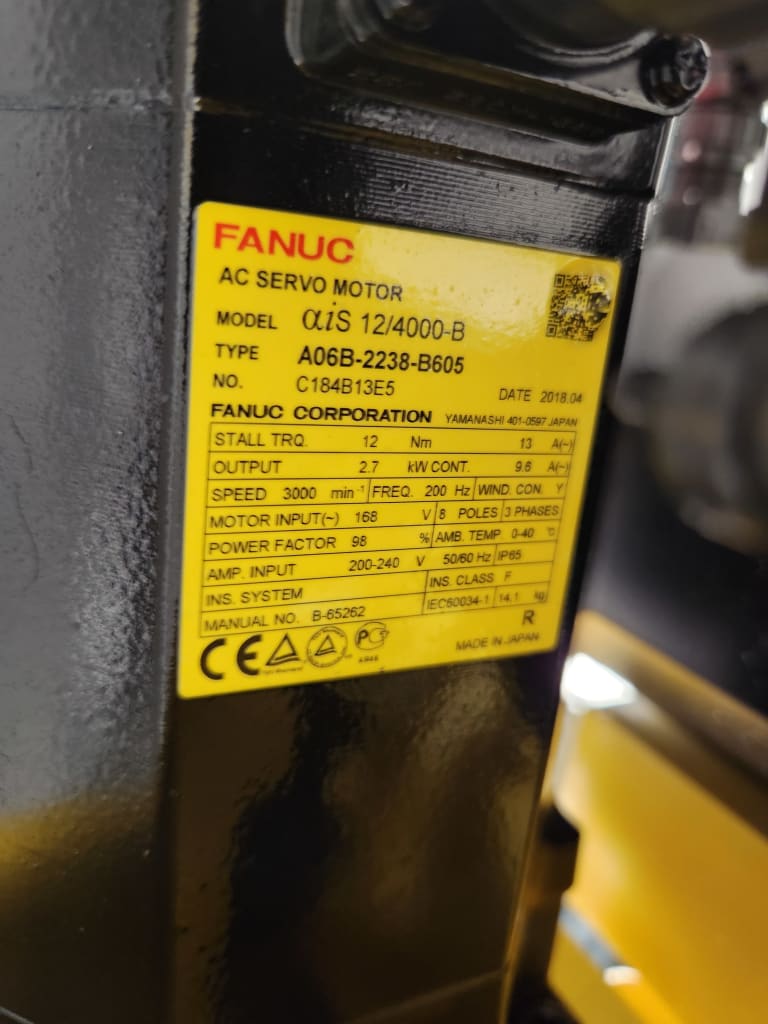 FANUC
AC SERVO MOTOR
MODEL αiS 12/4000-B
TYPE A06B-2238-B605
NO. C184B13E5 DATE 2018.04
FANUC CORPORATION YAMANASHI 401-0597 JAPAN
STALL TRQ. 12 Nm 13 A(~)
OUTPUT 2.7 kW CONT. 9.6 A(~)
SPEED 3000 min⁻¹ FREQ. 200 Hz WIND. CON. Y
MOTOR INPUT(~) 168 V 8 POLES 3 PHASES
POWER FACTOR 98 % AMB. TEMP 0-40 ℃
AMP. INPUT 200-240 V 50/60 Hz IP65
INS. SYSTEM INS. CLASS F
MANUAL NO. B-65262 IEC60034-1 14.1 kg
R
CE
MADE IN JAPAN